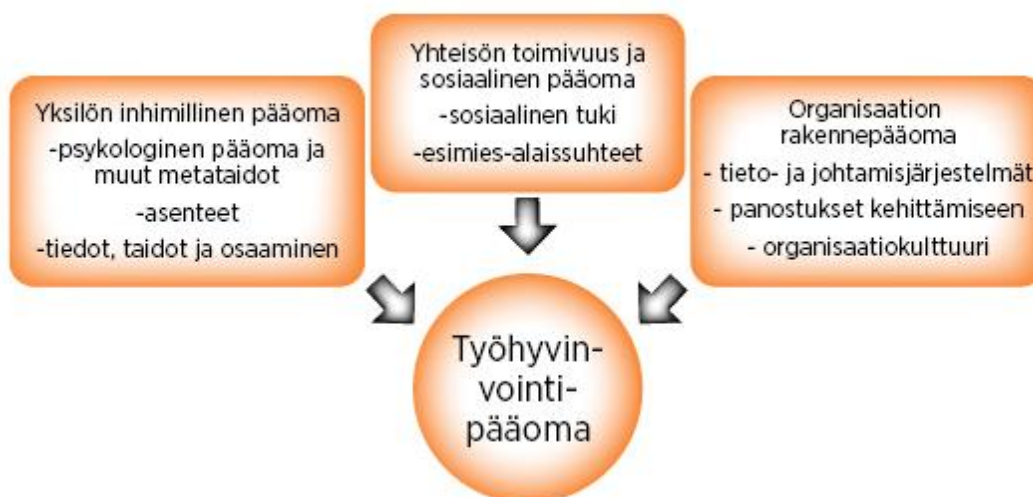 Yksilön inhimillinen pääoma
-psykologinen pääoma ja
muut metataidot
-asenteet
-tiedot, taidot ja osaaminen
Yhteisön toimivuus ja
sosiaalinen pääoma
-sosiaalinen tuki
-esimies-alaissuhteet
Organisaation
rakennepääoma
- tieto- ja johtamisjärjestelmät
- panostukset kehittämiseen
- organisaatiokulttuuri
Työhyvin-
vointi-
pääoma